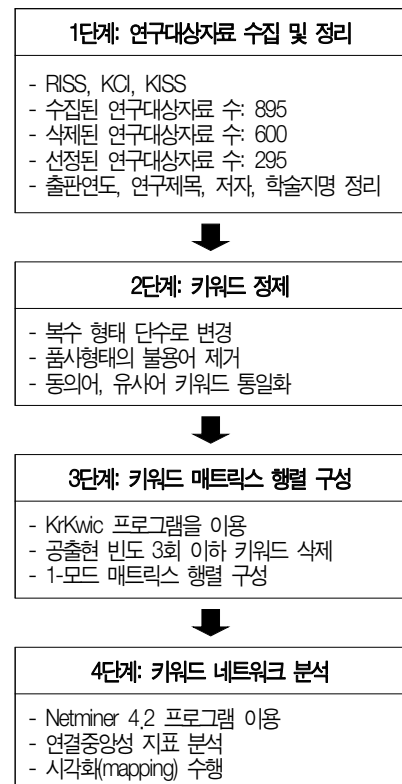 1단계: 연구대상자료 수집 및 정리
- RISS, KCI, KISS
- 수집된 연구대상자료 수: 895
- 삭제된 연구대상자료 수: 600
- 선정된 연구대상자료 수: 295
- 출판연도, 연구제목, 저자, 학술지명 정리
2단계: 키워드 정제
- 복수 형태 단수로 변경
- 품사형태의 불용어 제거
- 동의어, 유사어 키워드 통일화
3단계: 키워드 매트릭스 행렬 구성
- KrKwic 프로그램을 이용
- 공출현 빈도 3회 이하 키워드 삭제
- 1-모드 매트릭스 행렬 구성
4단계: 키워드 네트워크 분석
- Netminer 4.2 프로그램 이용
- 연결중앙성 지표 분석
- 시각화(mapping) 수행